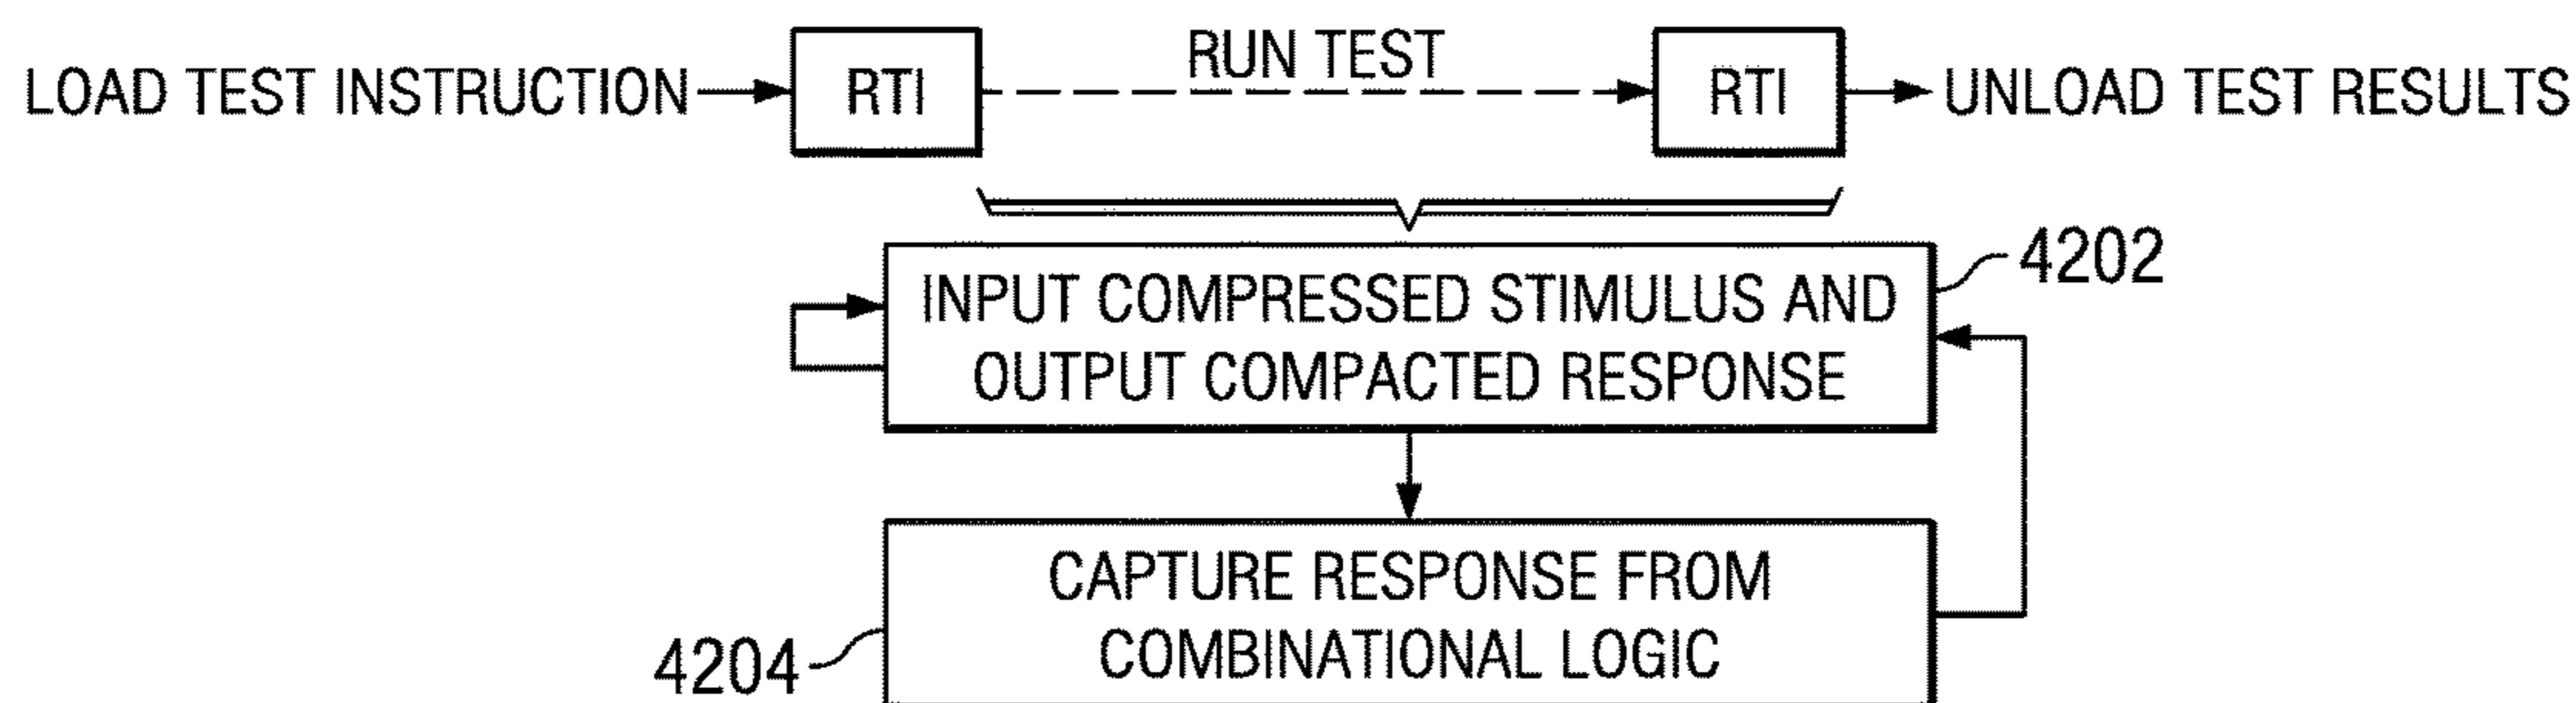 LOAD TEST INSTRUCTION
RTI
RUN TEST
RTI
UNLOAD TEST RESULTS
INPUT COMPRESSED STIMULUS AND
OUTPUT COMPACTED RESPONSE
4202
CAPTURE RESPONSE FROM
COMBINATIONAL LOGIC
4204